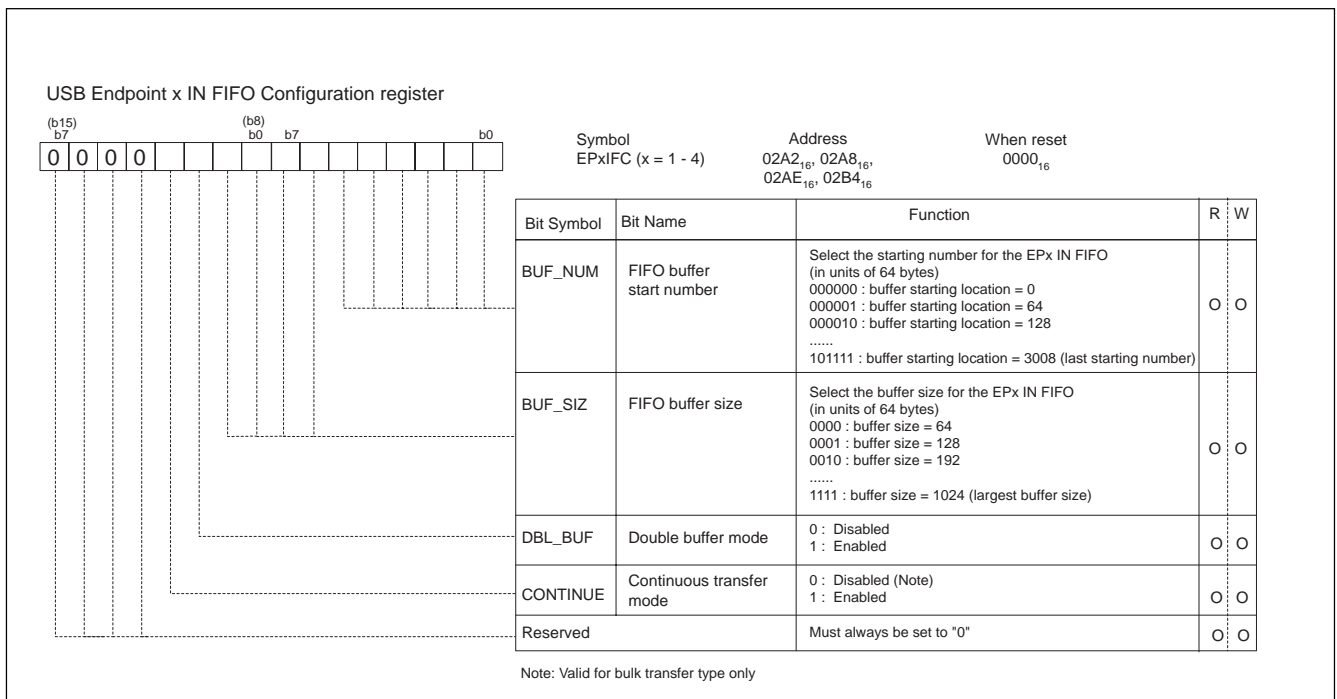 USB Endpoint x IN FIFO Configuration register
(b15) (b8)
b7 b0 b7 b0
0 0 0 0
Symbol Address When reset
EPxIFC (x = 1 - 4) 02A2₁₆, 02A8₁₆, 0000₁₆
02AE₁₆, 02B4₁₆
Bit Symbol Bit Name Function R W
BUF_NUM FIFO buffer start number
Select the starting number for the EPx IN FIFO
(in units of 64 bytes)
000000 : buffer starting location = 0
000001 : buffer starting location = 64
000010 : buffer starting location = 128
......
101111 : buffer starting location = 3008 (last starting number)
O O
BUF_SIZ FIFO buffer size
Select the buffer size for the EPx IN FIFO
(in units of 64 bytes)
0000 : buffer size = 64
0001 : buffer size = 128
0010 : buffer size = 192
......
1111 : buffer size = 1024 (largest buffer size)
O O
DBL_BUF Double buffer mode
0 : Disabled
1 : Enabled
O O
CONTINUE Continuous transfer mode
0 : Disabled (Note)
1 : Enabled
O O
Reserved Must always be set to "0" O O
Note: Valid for bulk transfer type only